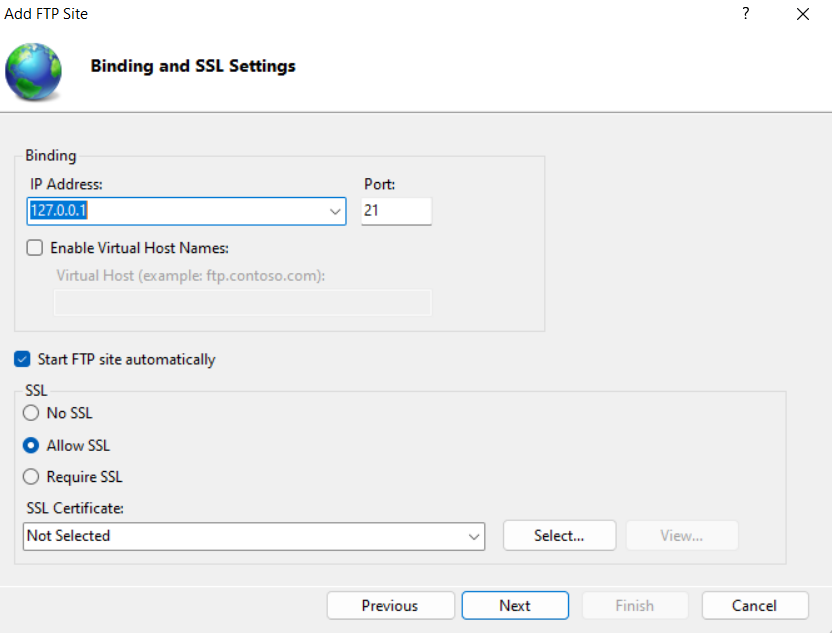 Add FTP Site
?
Binding and SSL Settings
Binding
IP Address: Port:
127.0.0.1 21
Enable Virtual Host Names:
Virtual Host (example: ftp.contoso.com):
Start FTP site automatically
SSL
No SSL
Allow SSL
Require SSL
SSL Certificate:
Not Selected Select... View...
Previous Next Finish Cancel